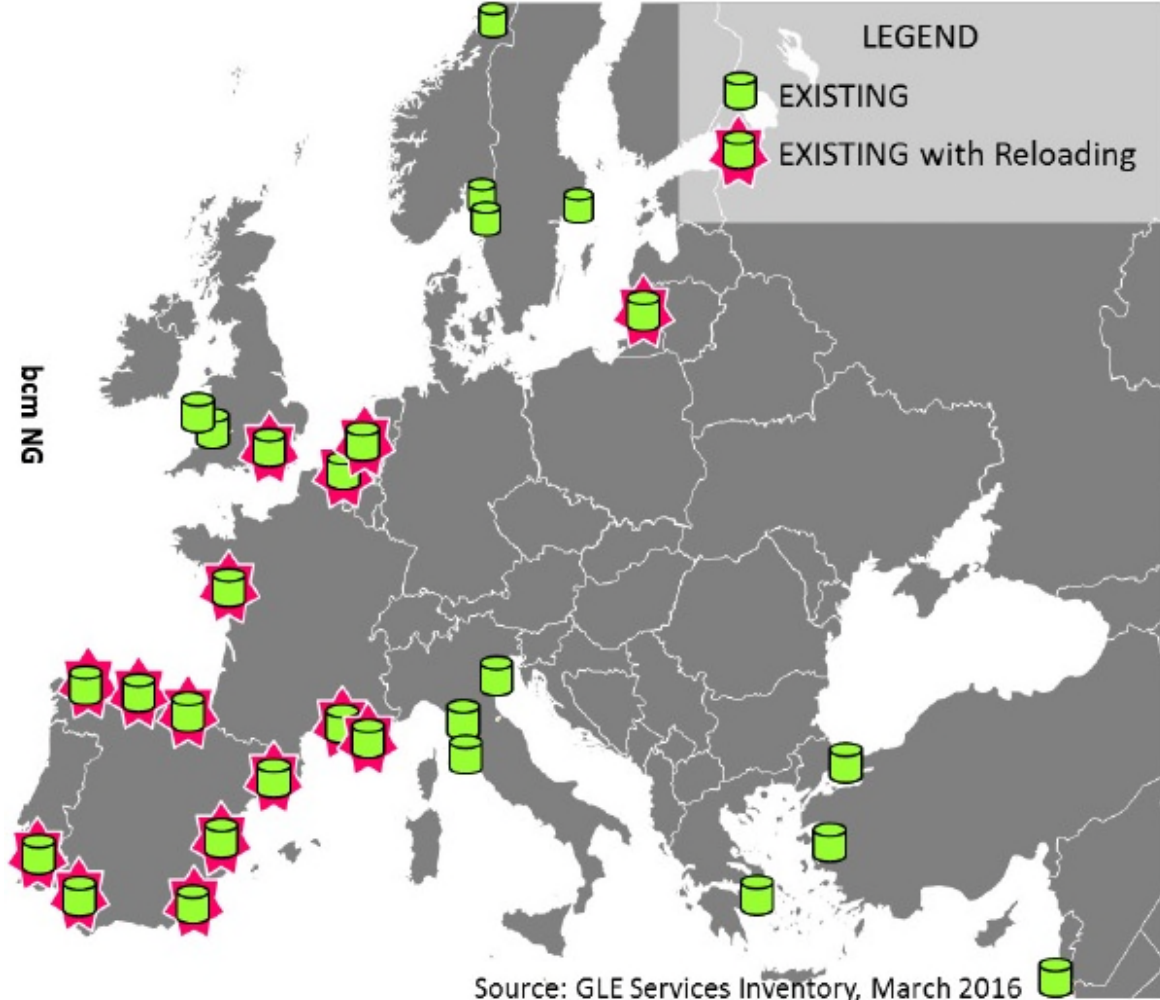 LEGEND
EXISTING
EXISTING with Reloading
bcm NG
Source: GLE Services Inventory, March 2016